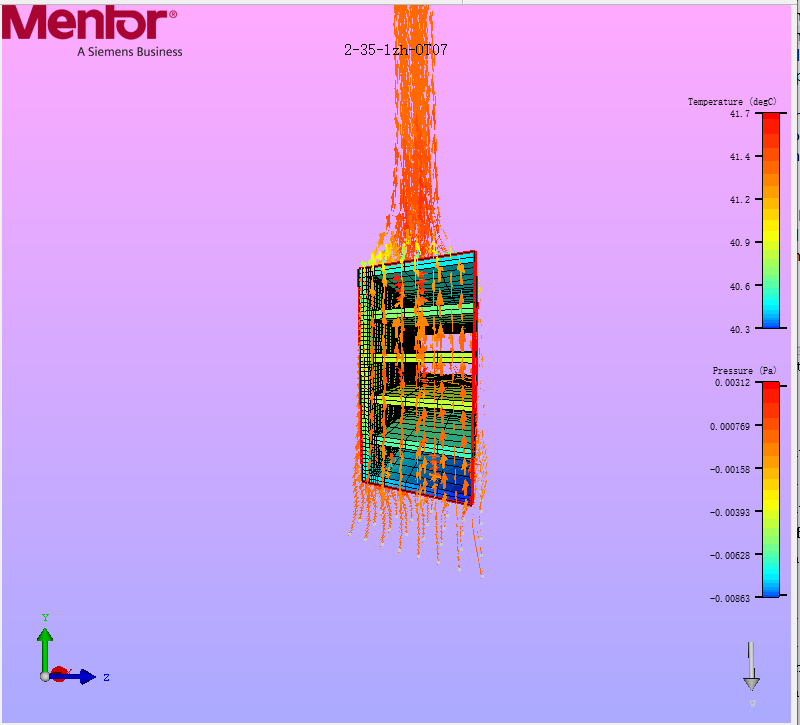 Mentor®
A Siemens Business
2-35-1zh-OT07
Temperature (degC)
41.7
41.4
41.2
40.9
40.6
40.3
Pressure (Pa)
0.00312
0.000769
-0.00158
-0.00393
-0.00628
-0.00863
Y
Z